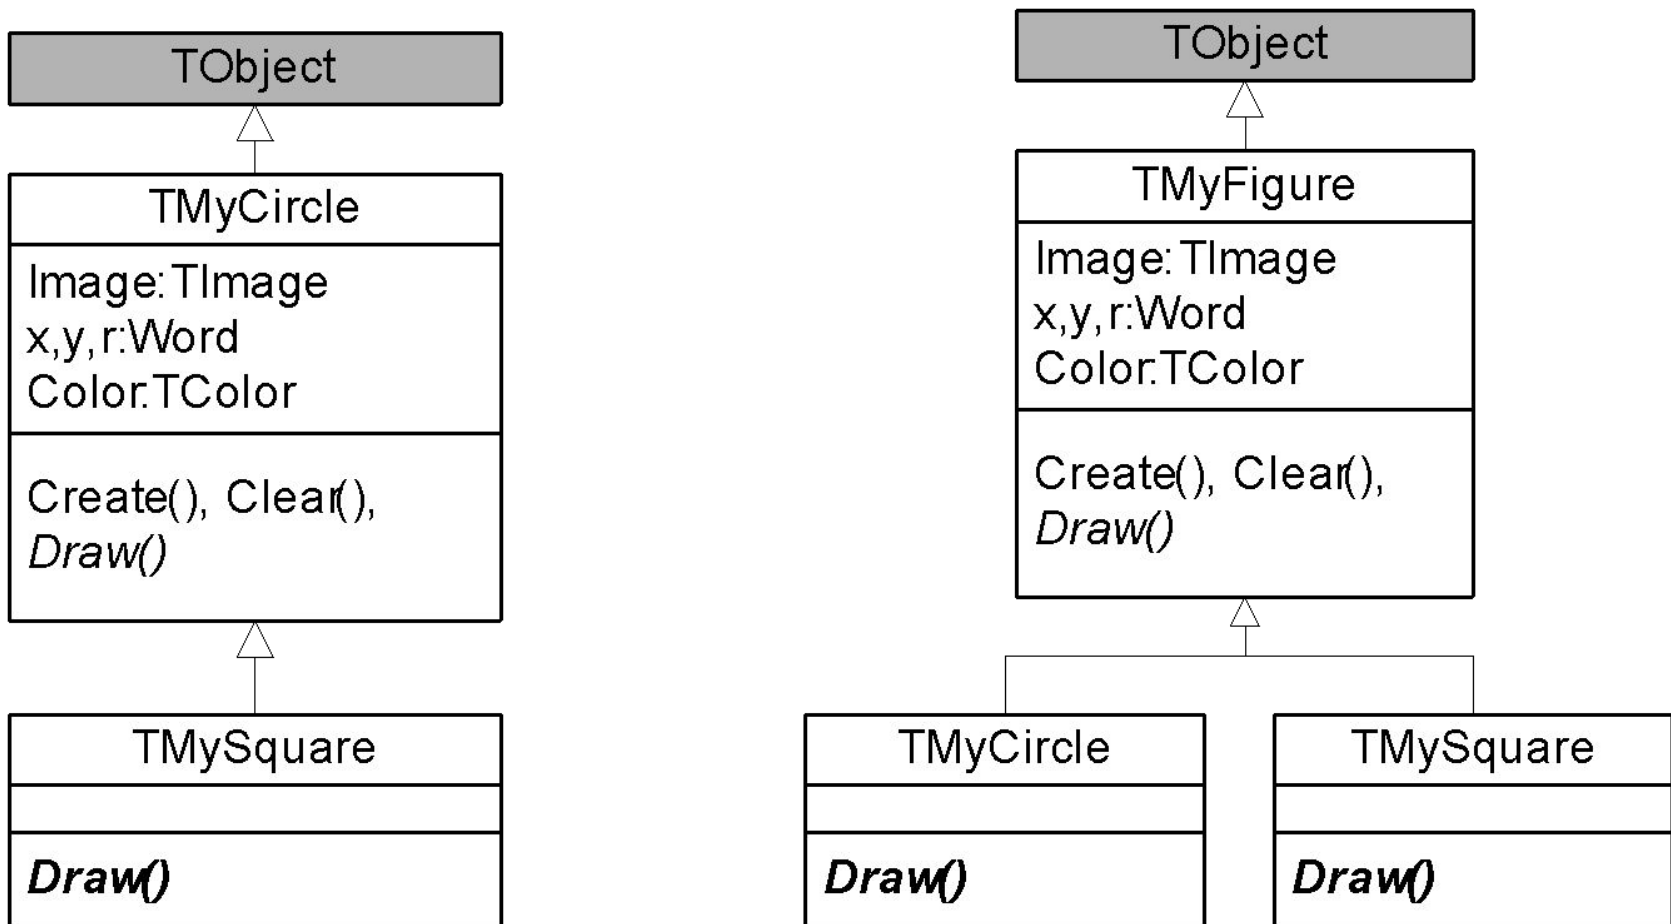 TObject
TMyCircle
Image:TImage
x,y,r:Word
Color:TColor
Create(), Clear(),
Draw()
TMySquare
Draw()
TObject
TMyFigure
Image:TImage
x,y,r:Word
Color:TColor
Create(), Clear(),
Draw()
TMyCircle
Draw()
TMySquare
Draw()